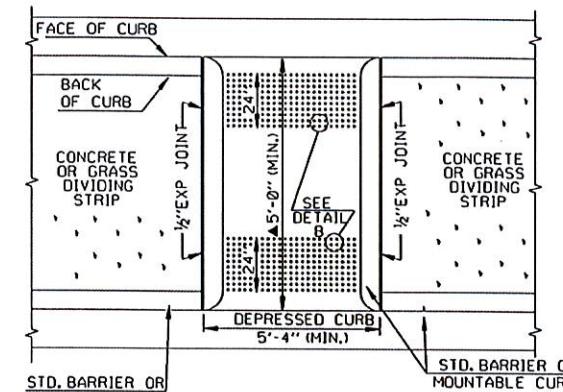 FACE OF CURB
BACK
OF CURB
24"
CONCRETE
OR GRASS
DIVIDING
STRIP
½"EXP JOINT
▲5'-0" (MIN.)
SEE
DETAIL
B
½"EXP JOINT
CONCRETE
OR GRASS
DIVIDING
STRIP
24"
DEPRESSED CURB
5'-4" (MIN.)
STD. BARRIER OR
STD. BARRIER
MOUNTABLE